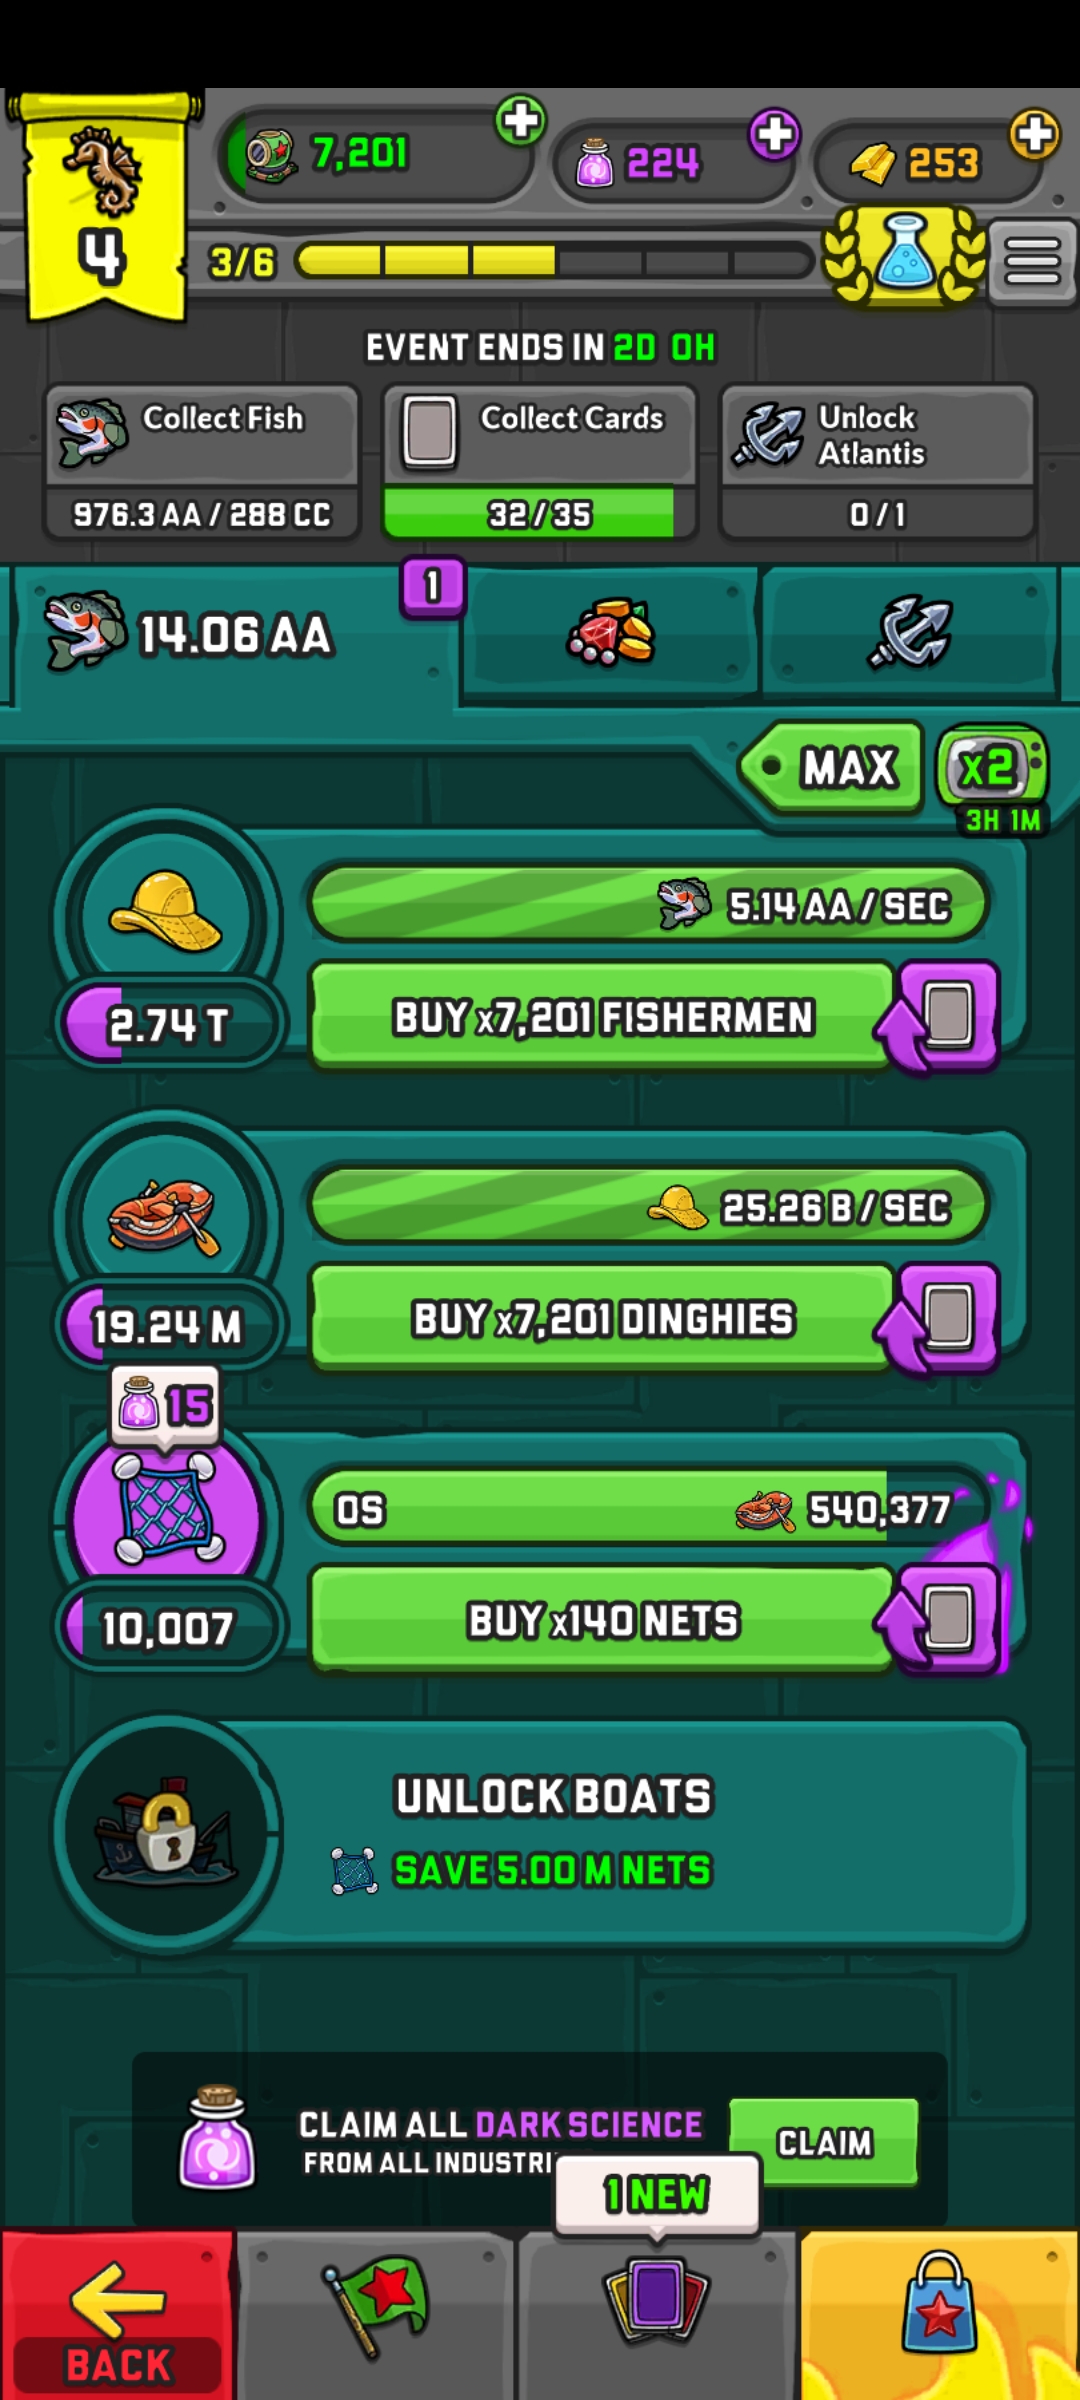 7,201
224
253
4
3/6
EVENT ENDS IN 2D 0H
Collect Fish
976.3 AA / 288 CC
Collect Cards
32/35
Unlock
Atlantis
0/1
14.06 AA
1
MAX
x2
3H 1M
5.14 AA / SEC
2.74 T
BUY x7,201 FISHERMEN
25.26 B / SEC
19.24 M
BUY x7,201 DINGHIES
15
0S
540,377
10,007
BUY x140 NETS
UNLOCK BOATS
SAVE 5.00 M NETS
CLAIM ALL DARK SCIENCE
FROM ALL INDUSTRI
CLAIM
1 NEW
BACK